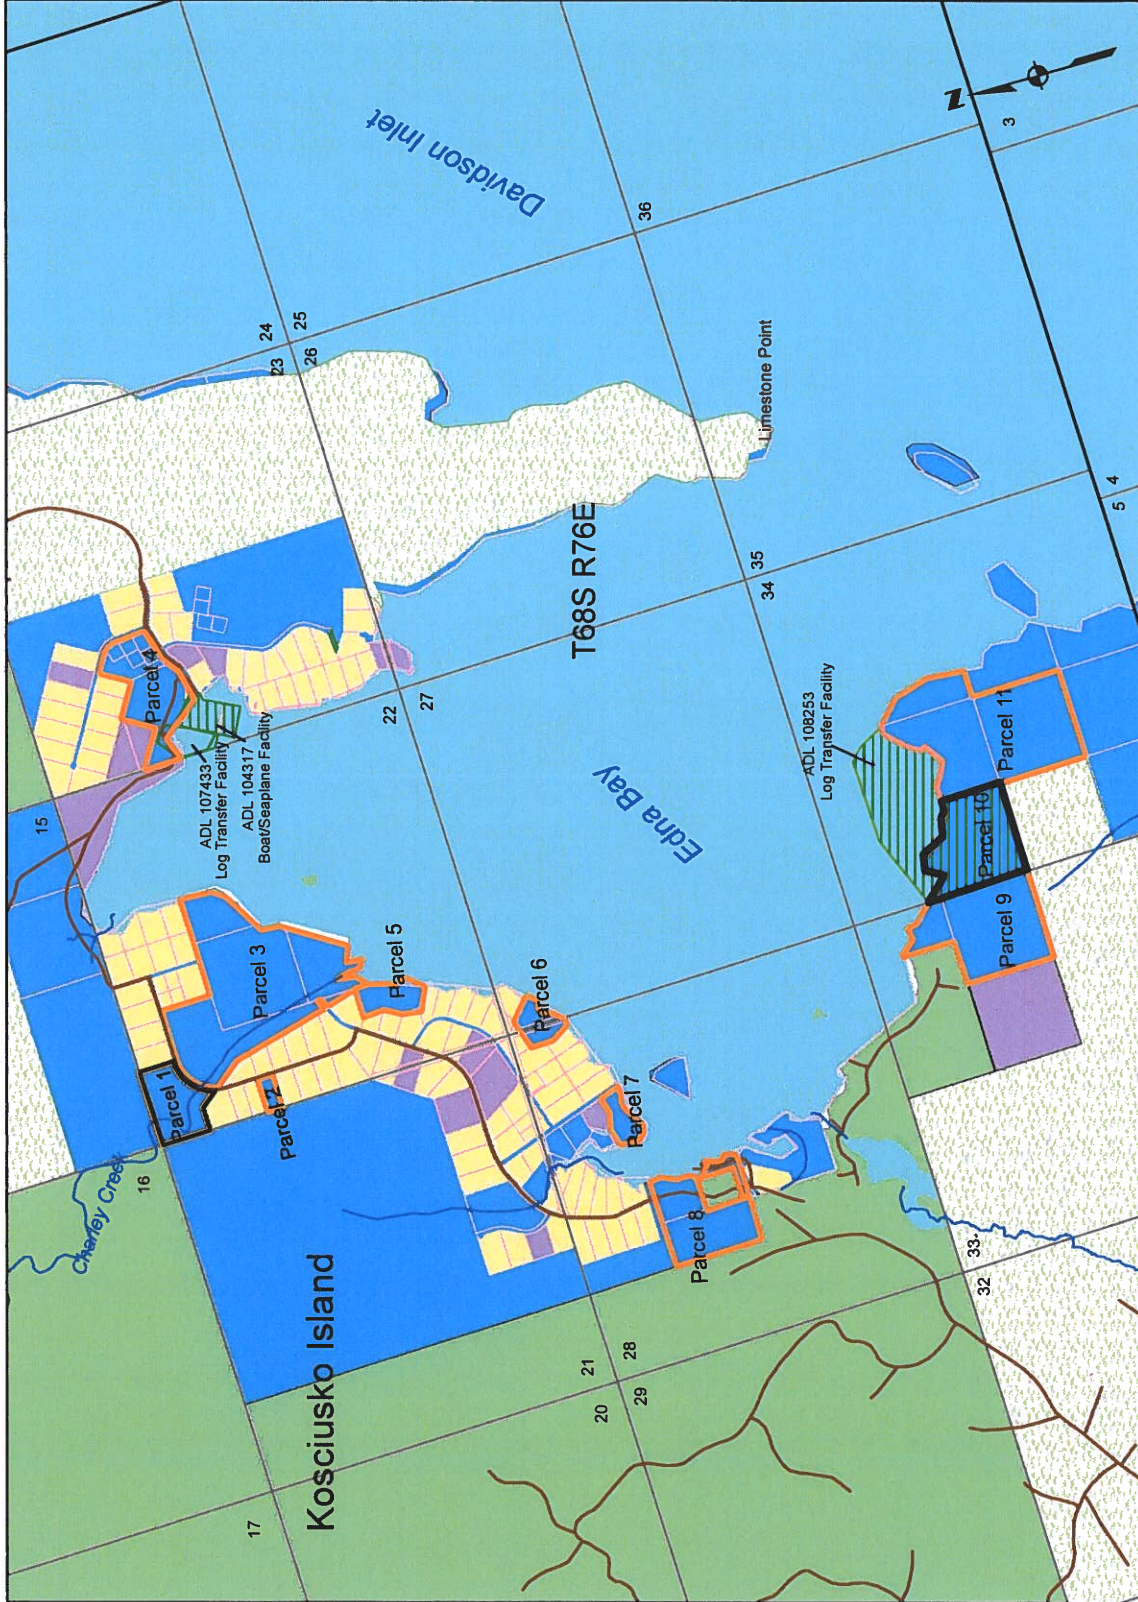 Kosciusko Island
Charley Creek
17
16
15
Parcel 1
Parcel 2
Parcel 3
Parcel 4
ADL 107433
Log Transfer Facility
ADL 104317
Boat/Seaplane Facility
24
23
25
26
Davidson Inlet
20
21
29
28
Parcel 5
Parcel 6
Parcel 7
Parcel 8
22
27
T68S R76E
Edna Bay
Limestone Point
36
35
34
ADL 108253
Log Transfer Facility
32
33
Parcel 9
Parcel 10
Parcel 11
5
4
3
N